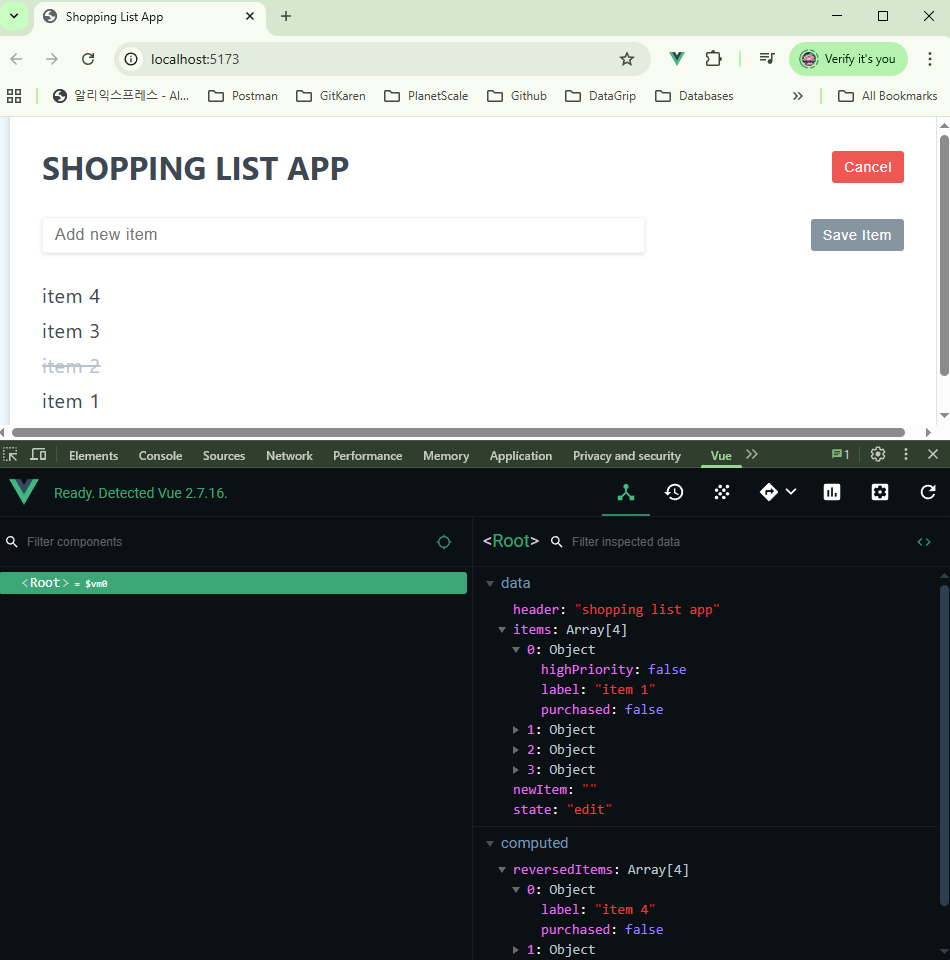 Shopping List App
localhost:5173
Verify it's you
알리익스프레스 - Al...
Postman
GitKaren
PlanetScale
Github
DataGrip
Databases
All Bookmarks
SHOPPING LIST APP
Cancel
Add new item
Save Item
item 4
item 3
item 2
item 1
Elements Console Sources Network Performance Memory Application Privacy and security Vue 1
Ready. Detected Vue 2.7.16.
Filter components
<Root> Filter inspected data
<Root> = $vm0
data
header: "shopping list app"
items: Array[4]
0: Object
highPriority: false
label: "item 1"
purchased: false
1: Object
2: Object
3: Object
newItem: ""
state: "edit"
computed
reversedItems: Array[4]
0: Object
label: "item 4"
purchased: false
1: Object